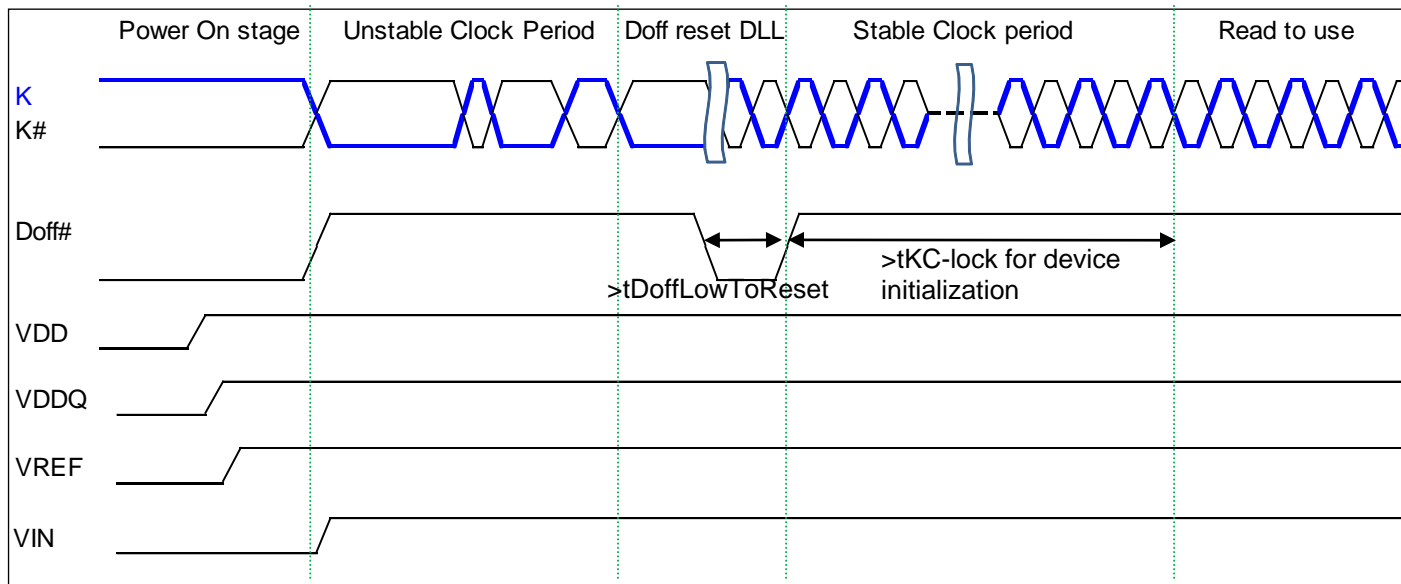 Power On stage
Unstable Clock Period
Doff reset DLL
Stable Clock period
Read to use
K
K#
Doff#
>tDoffLowToReset
>tKC-lock for device
initialization
VDD
VDDQ
VREF
VIN